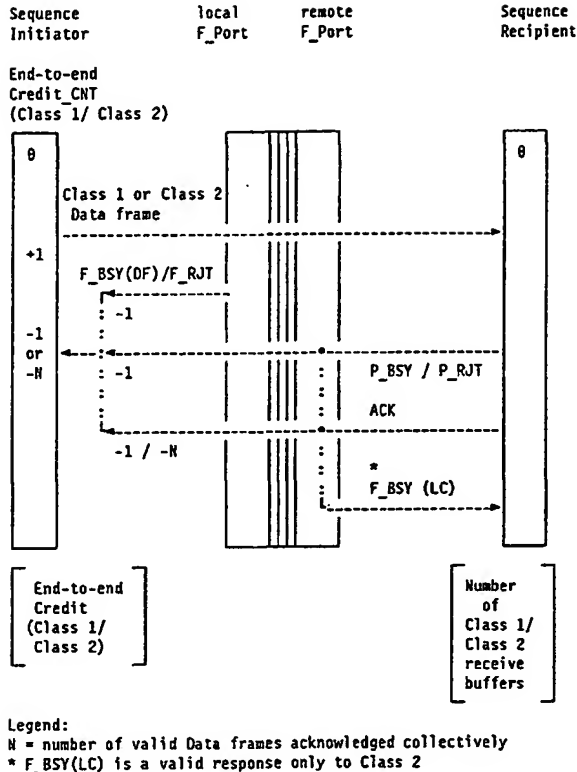 Sequence Initiator
local F_Port
remote F_Port
Sequence Recipient
End-to-end
Credit_CNT
(Class 1/ Class 2)
0
0
Class 1 or Class 2
Data frame
+1
F_BSY(DF)/F_RJT
-1
-1
or
-N
-1
P_BSY / P_RJT
ACK
-1 / -N
*
F_BSY (LC)
End-to-end
Credit
(Class 1/
Class 2)
Number
of
Class 1/
Class 2
receive
buffers
Legend:
N = number of valid Data frames acknowledged collectively
* F_BSY(LC) is a valid response only to Class 2